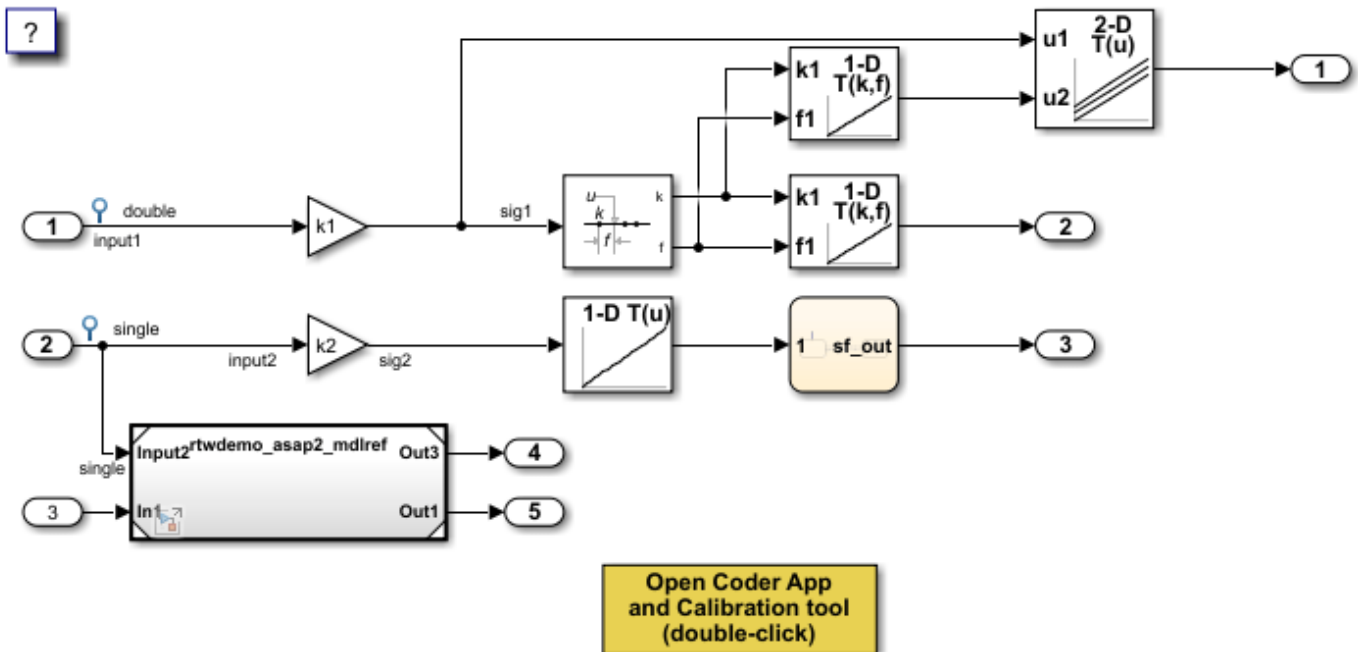 ?
u1
2-D
T(u)
u2
1
k1
1-D
T(k,f)
f1
1
double
input1
k1
sig1
u
k
f
k
f
k1
1-D
T(k,f)
f1
2
2
single
input2
k2
sig2
1-D T(u)
1
sf_out
3
single
Input2
rtwdemo_asap2_mdlref
Out3
4
3
In1
Out1
5
Open Coder App
and Calibration tool
(double-click)